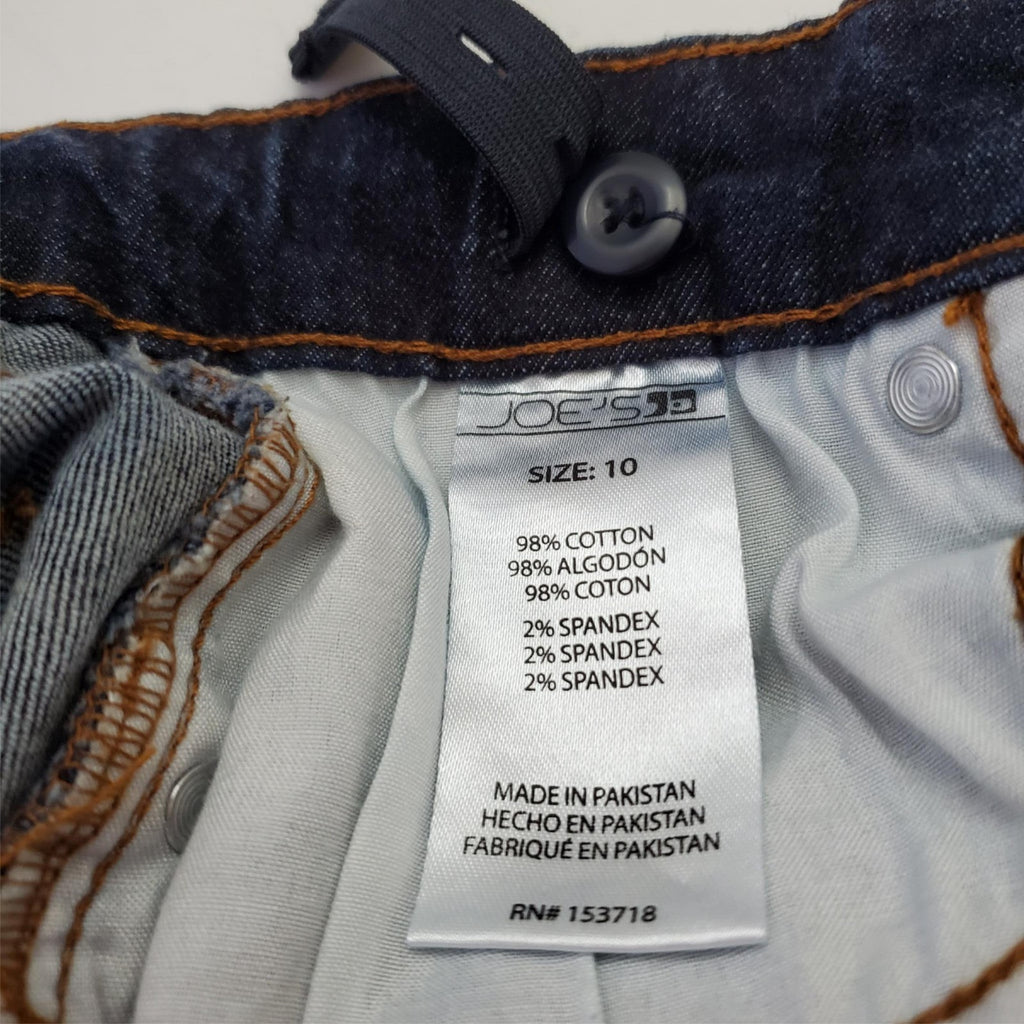 JOE'S
SIZE: 10
98% COTTON
98% ALGODÓN
98% COTON
2% SPANDEX
2% SPANDEX
2% SPANDEX
MADE IN PAKISTAN
HECHO EN PAKISTAN
FABRIQUÉ EN PAKISTAN
RN# 153718